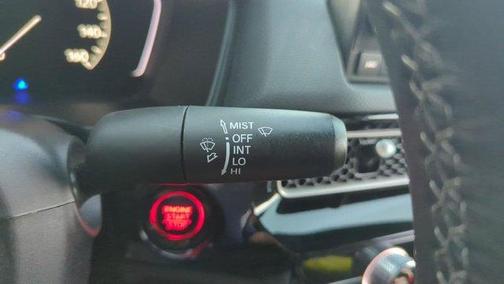 120
140
160
MIST
OFF
INT
LO
HI
ENGINE
START
STOP